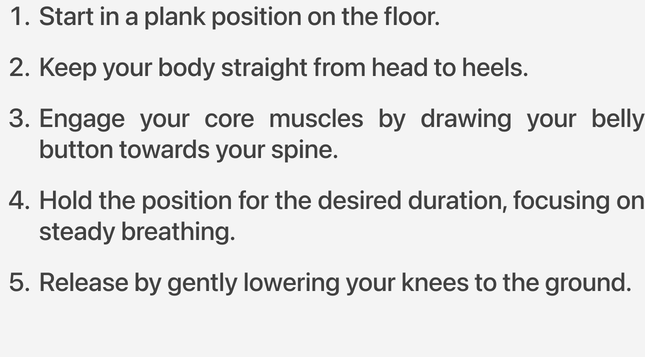 1. Start in a plank position on the floor.
2. Keep your body straight from head to heels.
3. Engage your core muscles by drawing your belly
button towards your spine.
4. Hold the position for the desired duration, focusing on
steady breathing.
5. Release by gently lowering your knees to the ground.